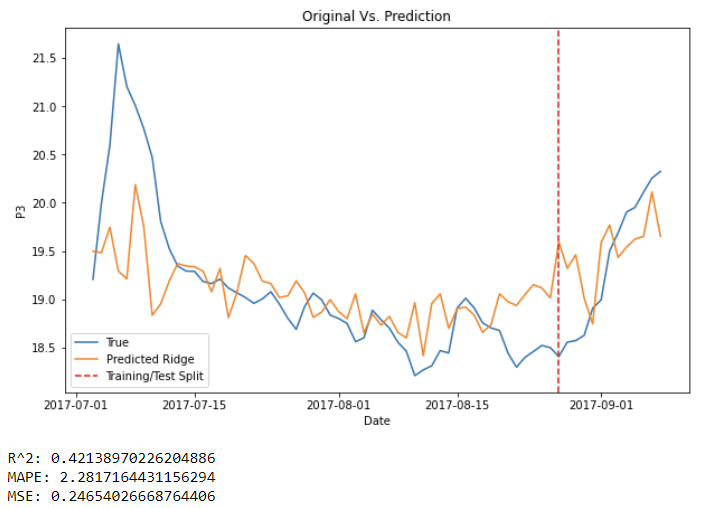 Original Vs. Prediction
21.5
21.0
20.5
20.0
19.5
19.0
18.5
P3
True
Predicted Ridge
Training/Test Split
2017-07-01 2017-07-15 2017-08-01 2017-08-15 2017-09-01
Date
R^2: 0.42138970226204886
MAPE: 2.2817164431156294
MSE: 0.24654026668764406